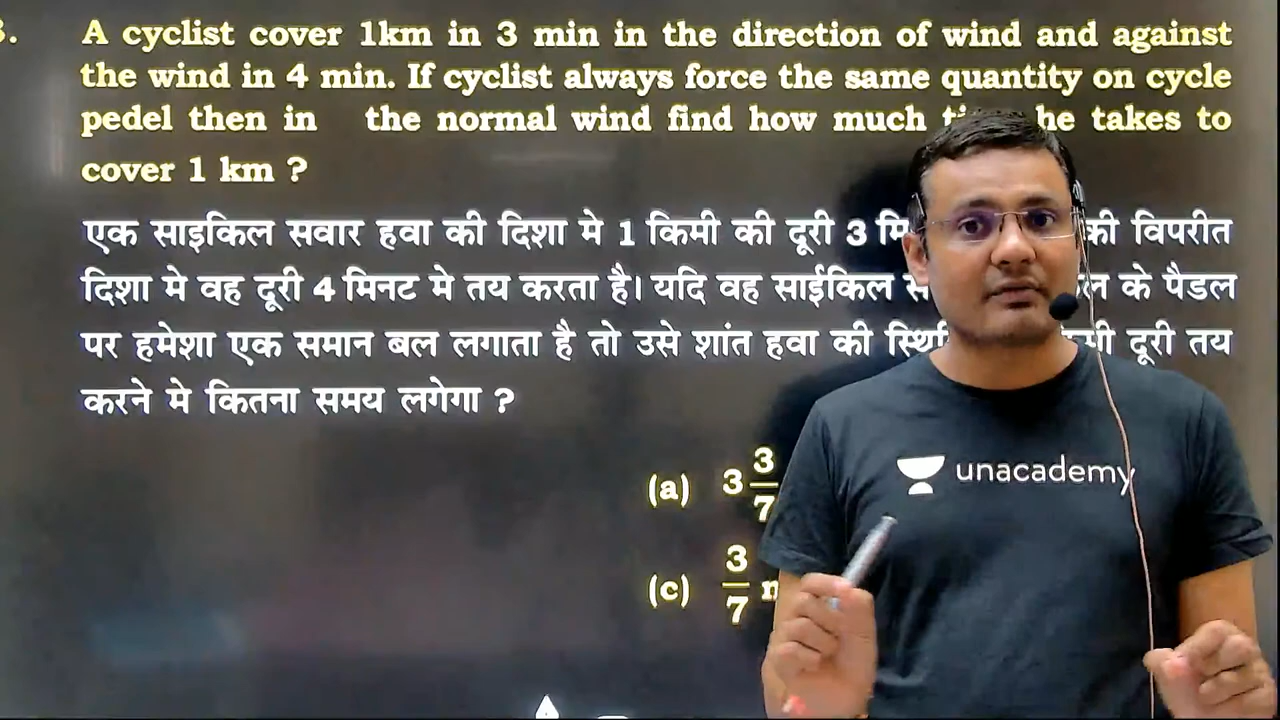 3.
A cyclist cover 1km in 3 min in the direction of wind and against
the wind in 4 min. If cyclist always force the same quantity on cycle
pedel then in the normal wind find how much he takes to
cover 1 km ?
एक साइकिल सवार हवा की दिशा मे 1 किमी की दूरी 3 की विपरीत
दिशा मे वह दूरी 4 मिनट मे तय करता है। यदि वह साईकिल के पैडल
पर हमेशा एक समान बल लगाता है तो उसे शांत हवा की दूरी तय
करने मे कितना समय लगेगा ?
(a) 3 3/7
(c) 3/7
unacademy